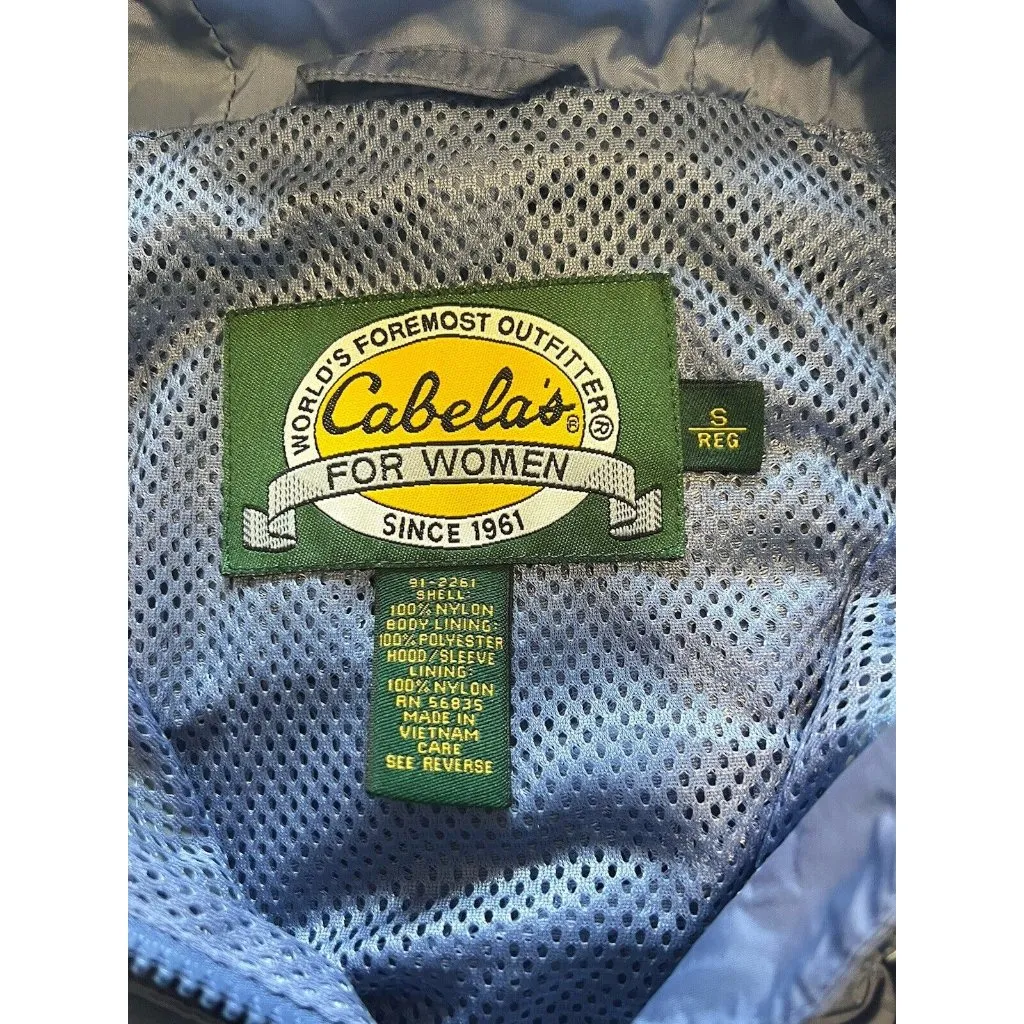 WORLD'S FOREMOST OUTFITTER®
Cabela's®
FOR WOMEN
SINCE 1961
S
REG
91-2261
SHELL:
100% NYLON
BODY LINING:
100% POLYESTER
HOOD/SLEEVE
LINING:
100% NYLON
RN 56835
MADE IN
VIETNAM
CARE
SEE REVERSE